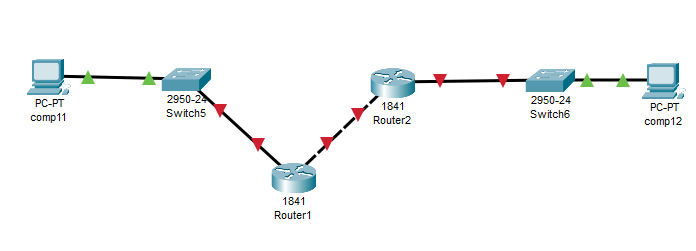 PC-PT
comp11
2950-24
Switch5
1841
Router1
1841
Router2
2950-24
Switch6
PC-PT
comp12